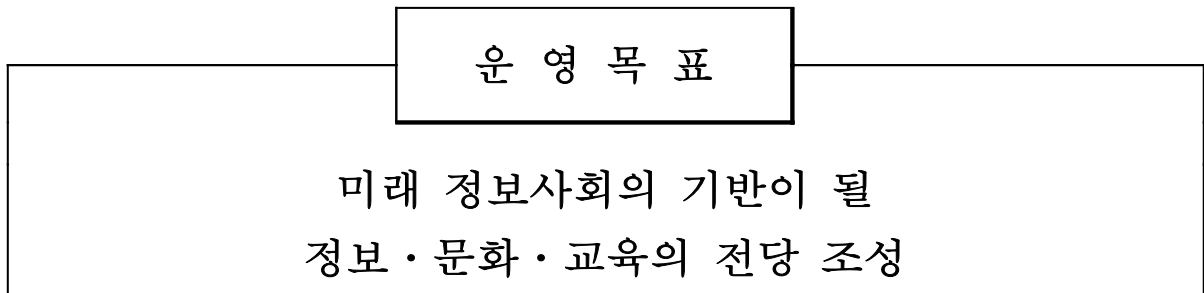 운 영 목 표
미래 정보사회의 기반이 될
정보·문화·교육의 전당 조성